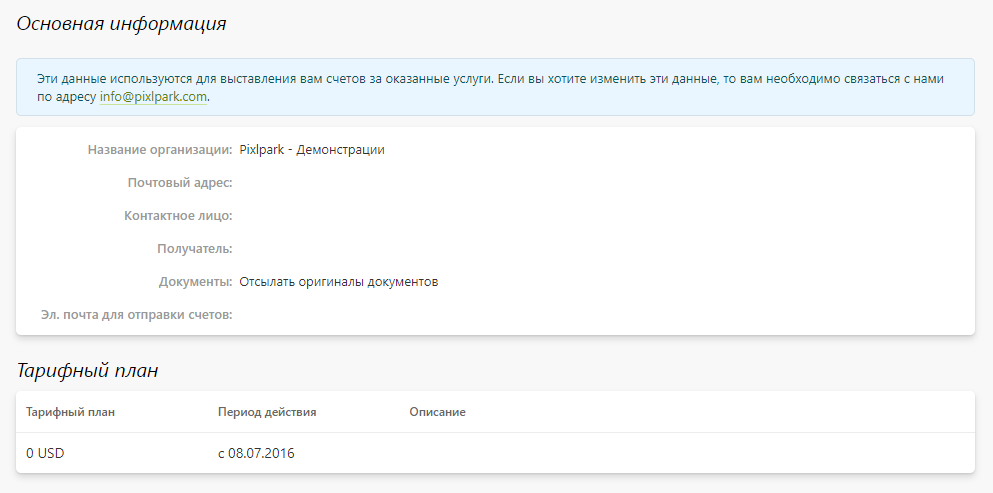 Основная информация
Эти данные используются для выставления вам счетов за оказанные услуги. Если вы хотите изменить эти данные, то вам необходимо связаться с нами
по адресу info@pixlpark.com.
Название организации: Pixlpark - Демонстрации
Почтовый адрес:
Контактное лицо:
Получатель:
Документы: Отсылать оригиналы документов
Эл. почта для отправки счетов:
Тарифный план
Тарифный план Период действия Описание
0 USD с 08.07.2016